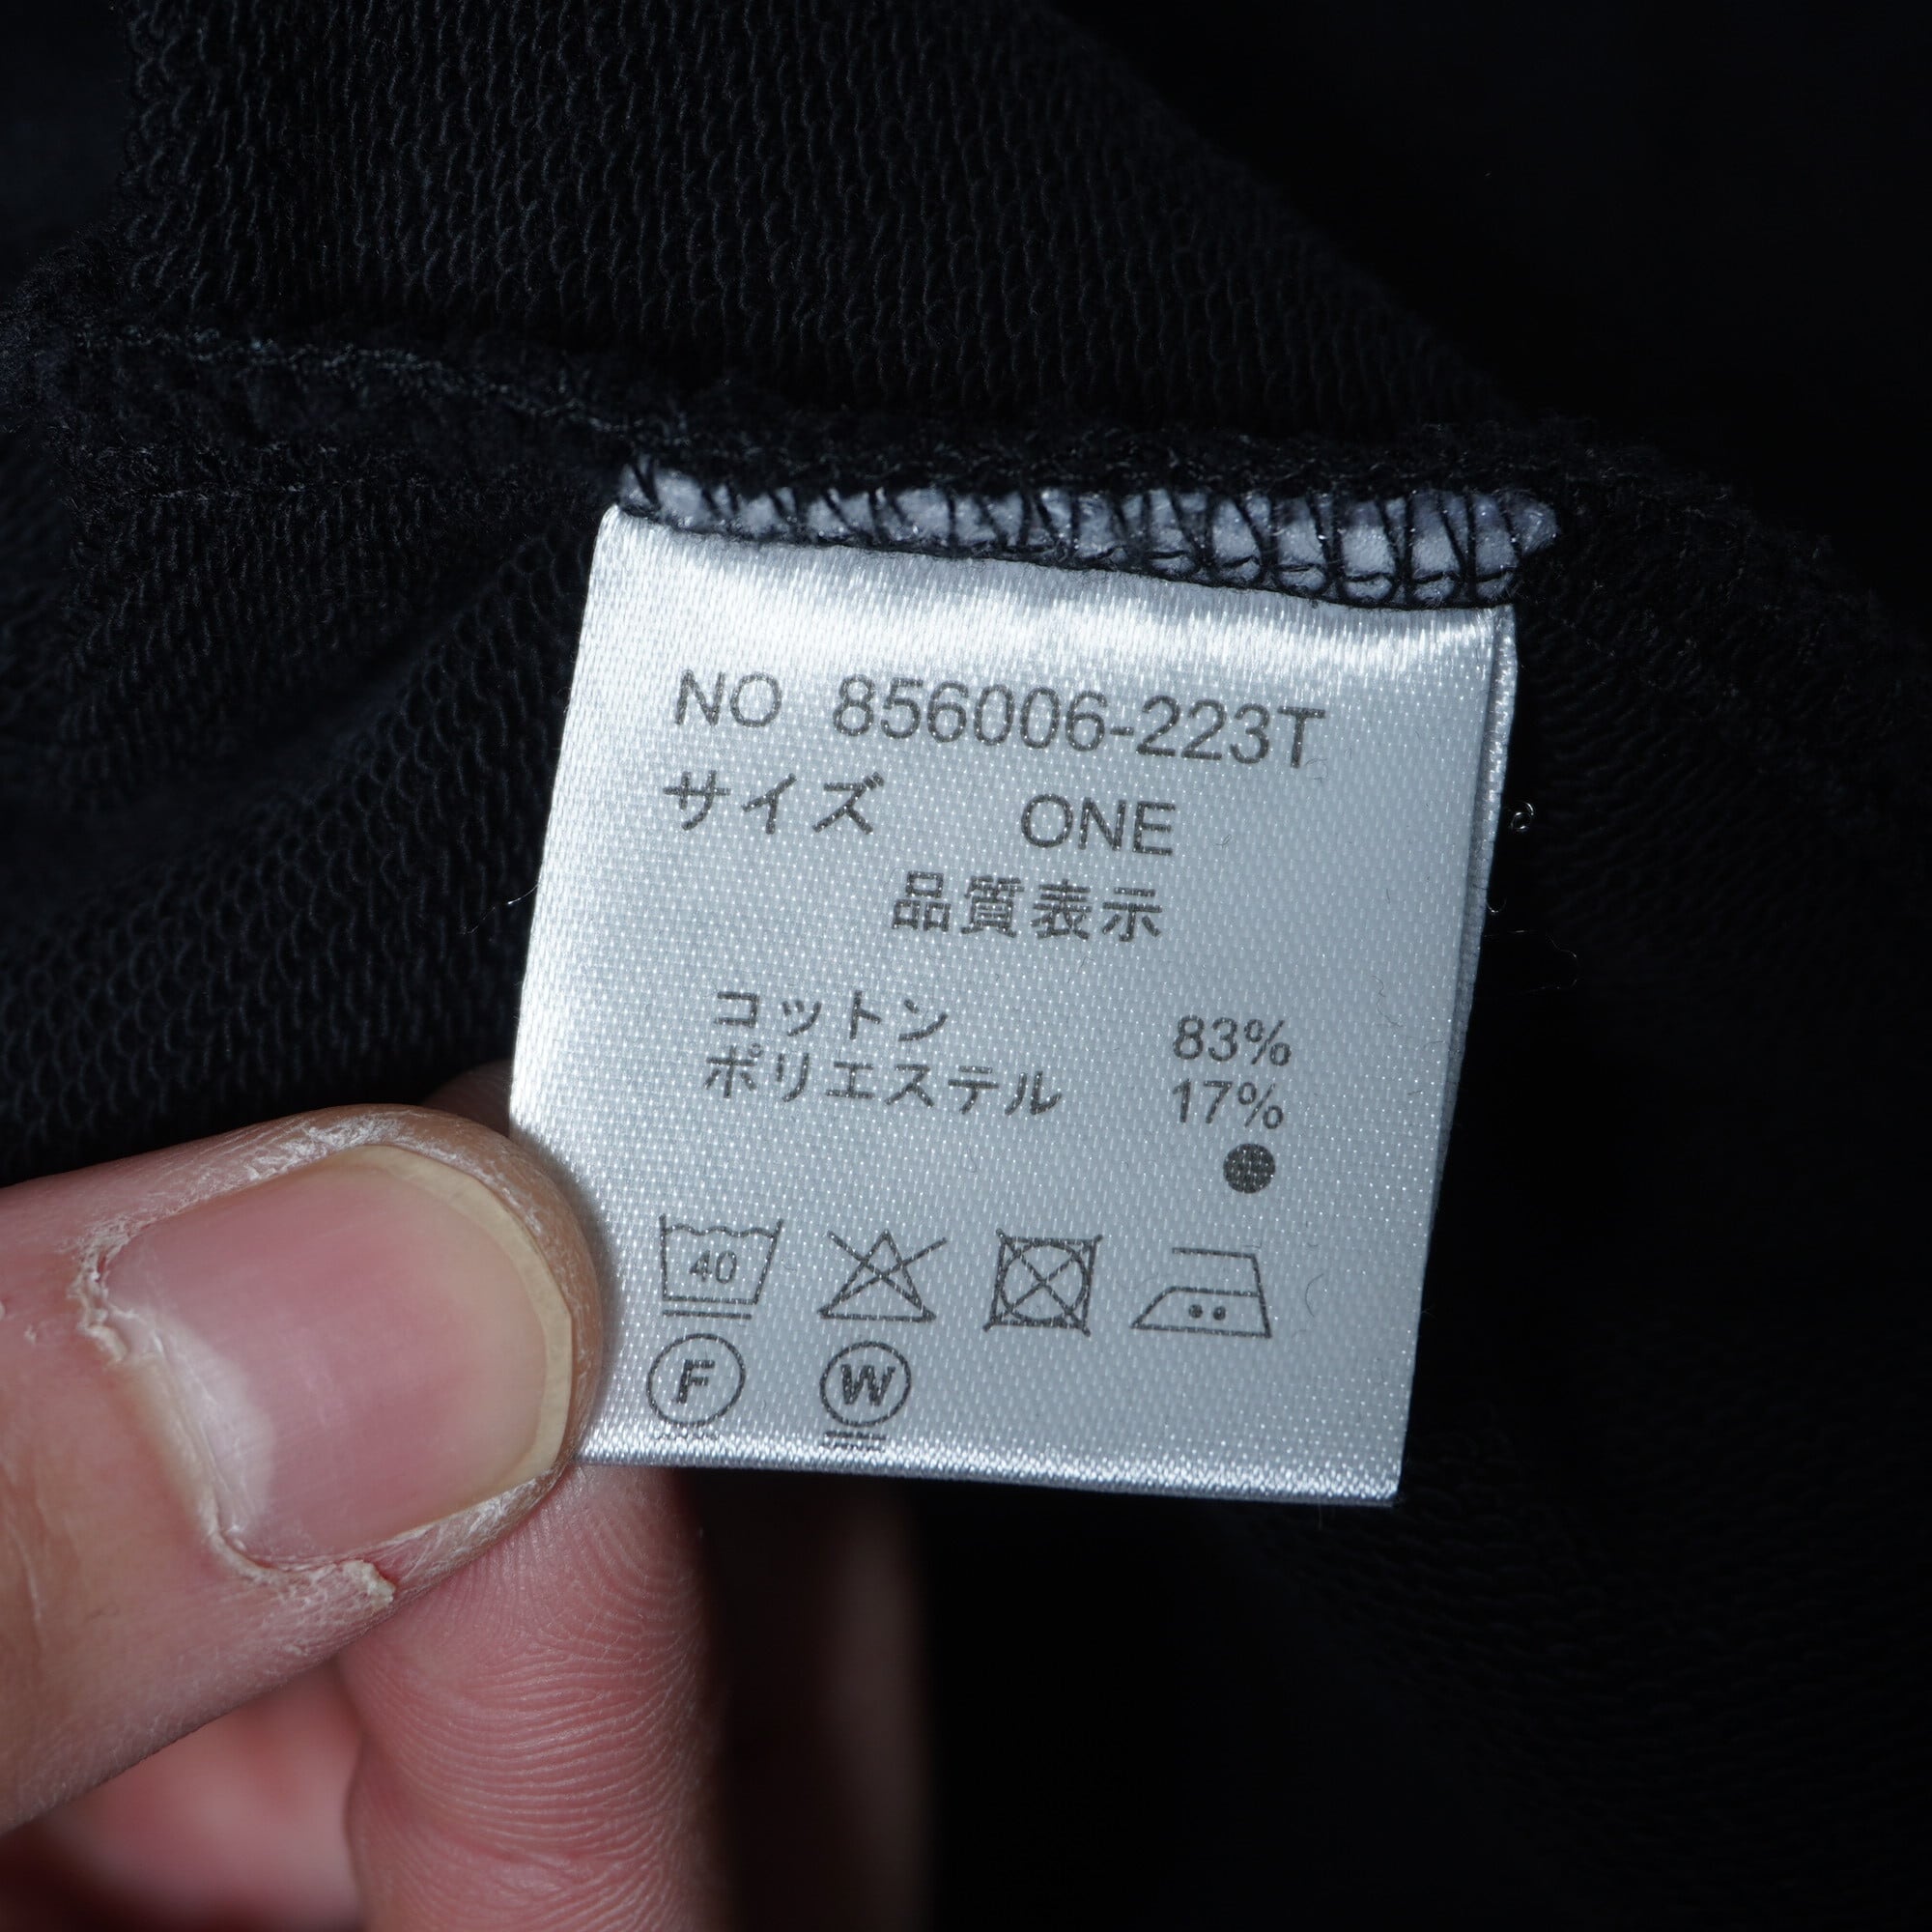 NO 856006-223T
サイズ ONE
品質表示
コットン 83%
ポリエステル 17%
40
F W